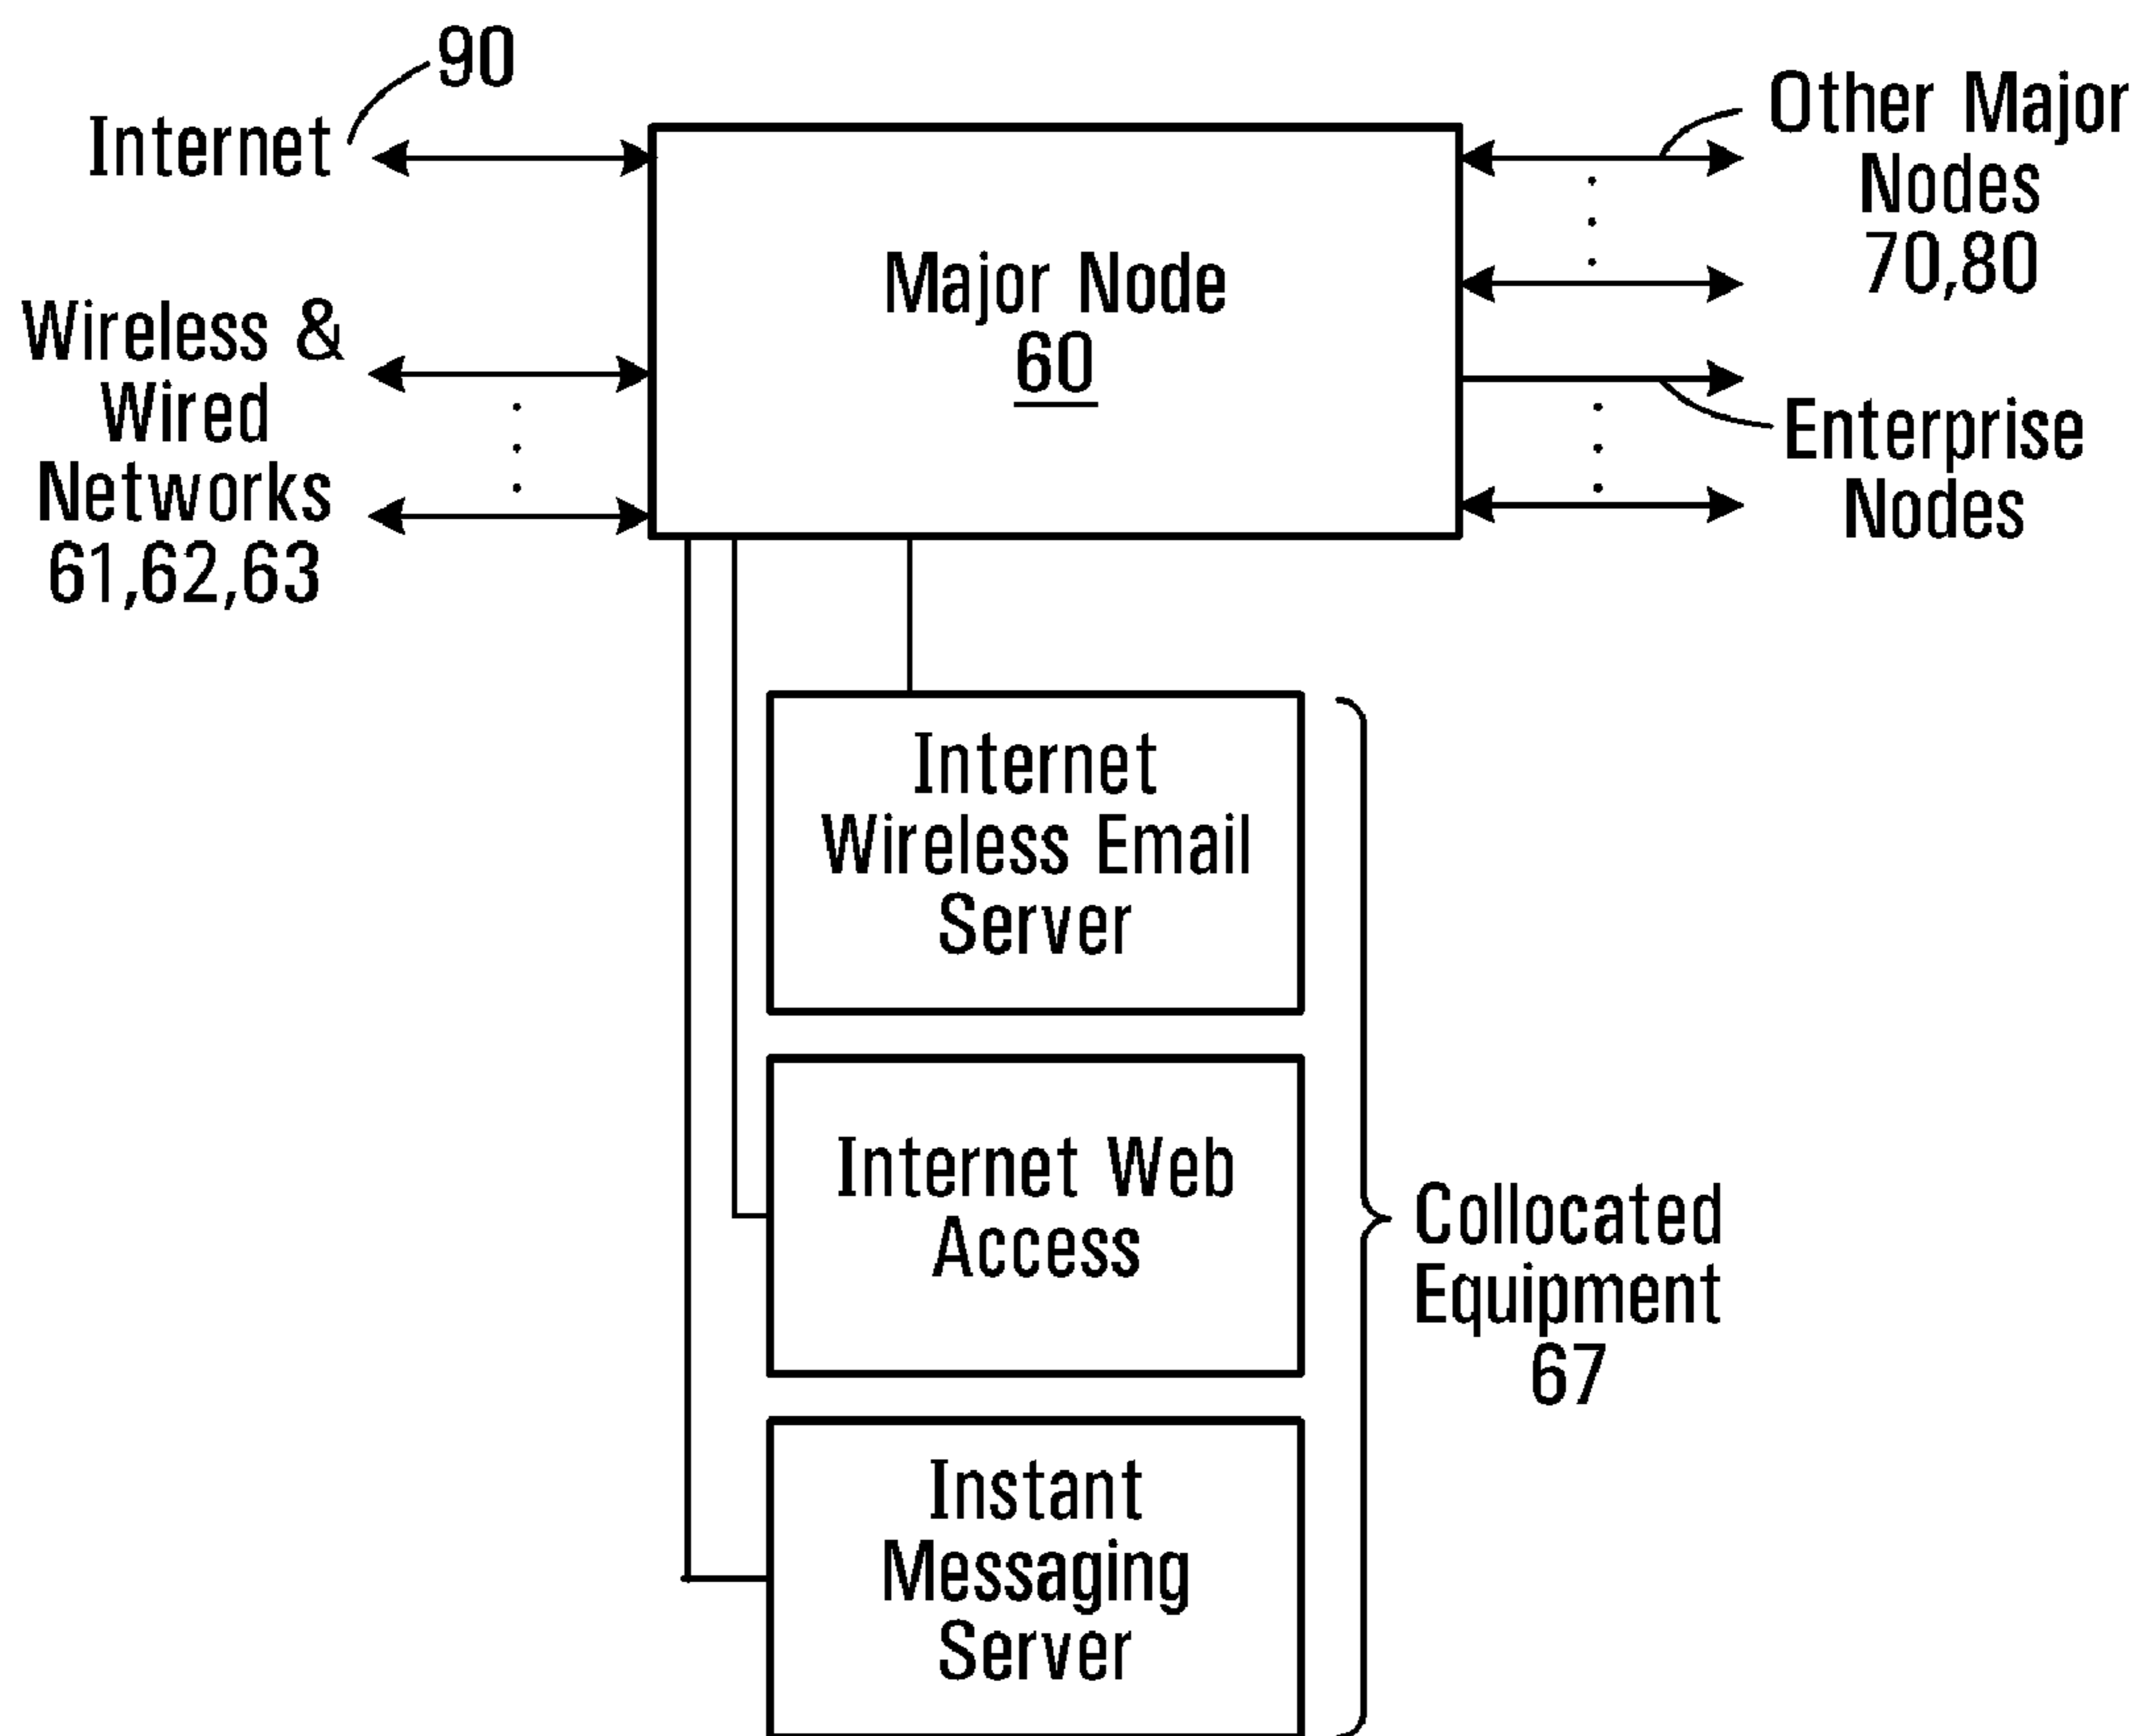 90
Internet
Wireless &
Wired
Networks
61,62,63
Major Node
60
Other Major
Nodes
70,80
Enterprise
Nodes
Internet
Wireless Email
Server
Internet Web
Access
Instant
Messaging
Server
Collocated
Equipment
67